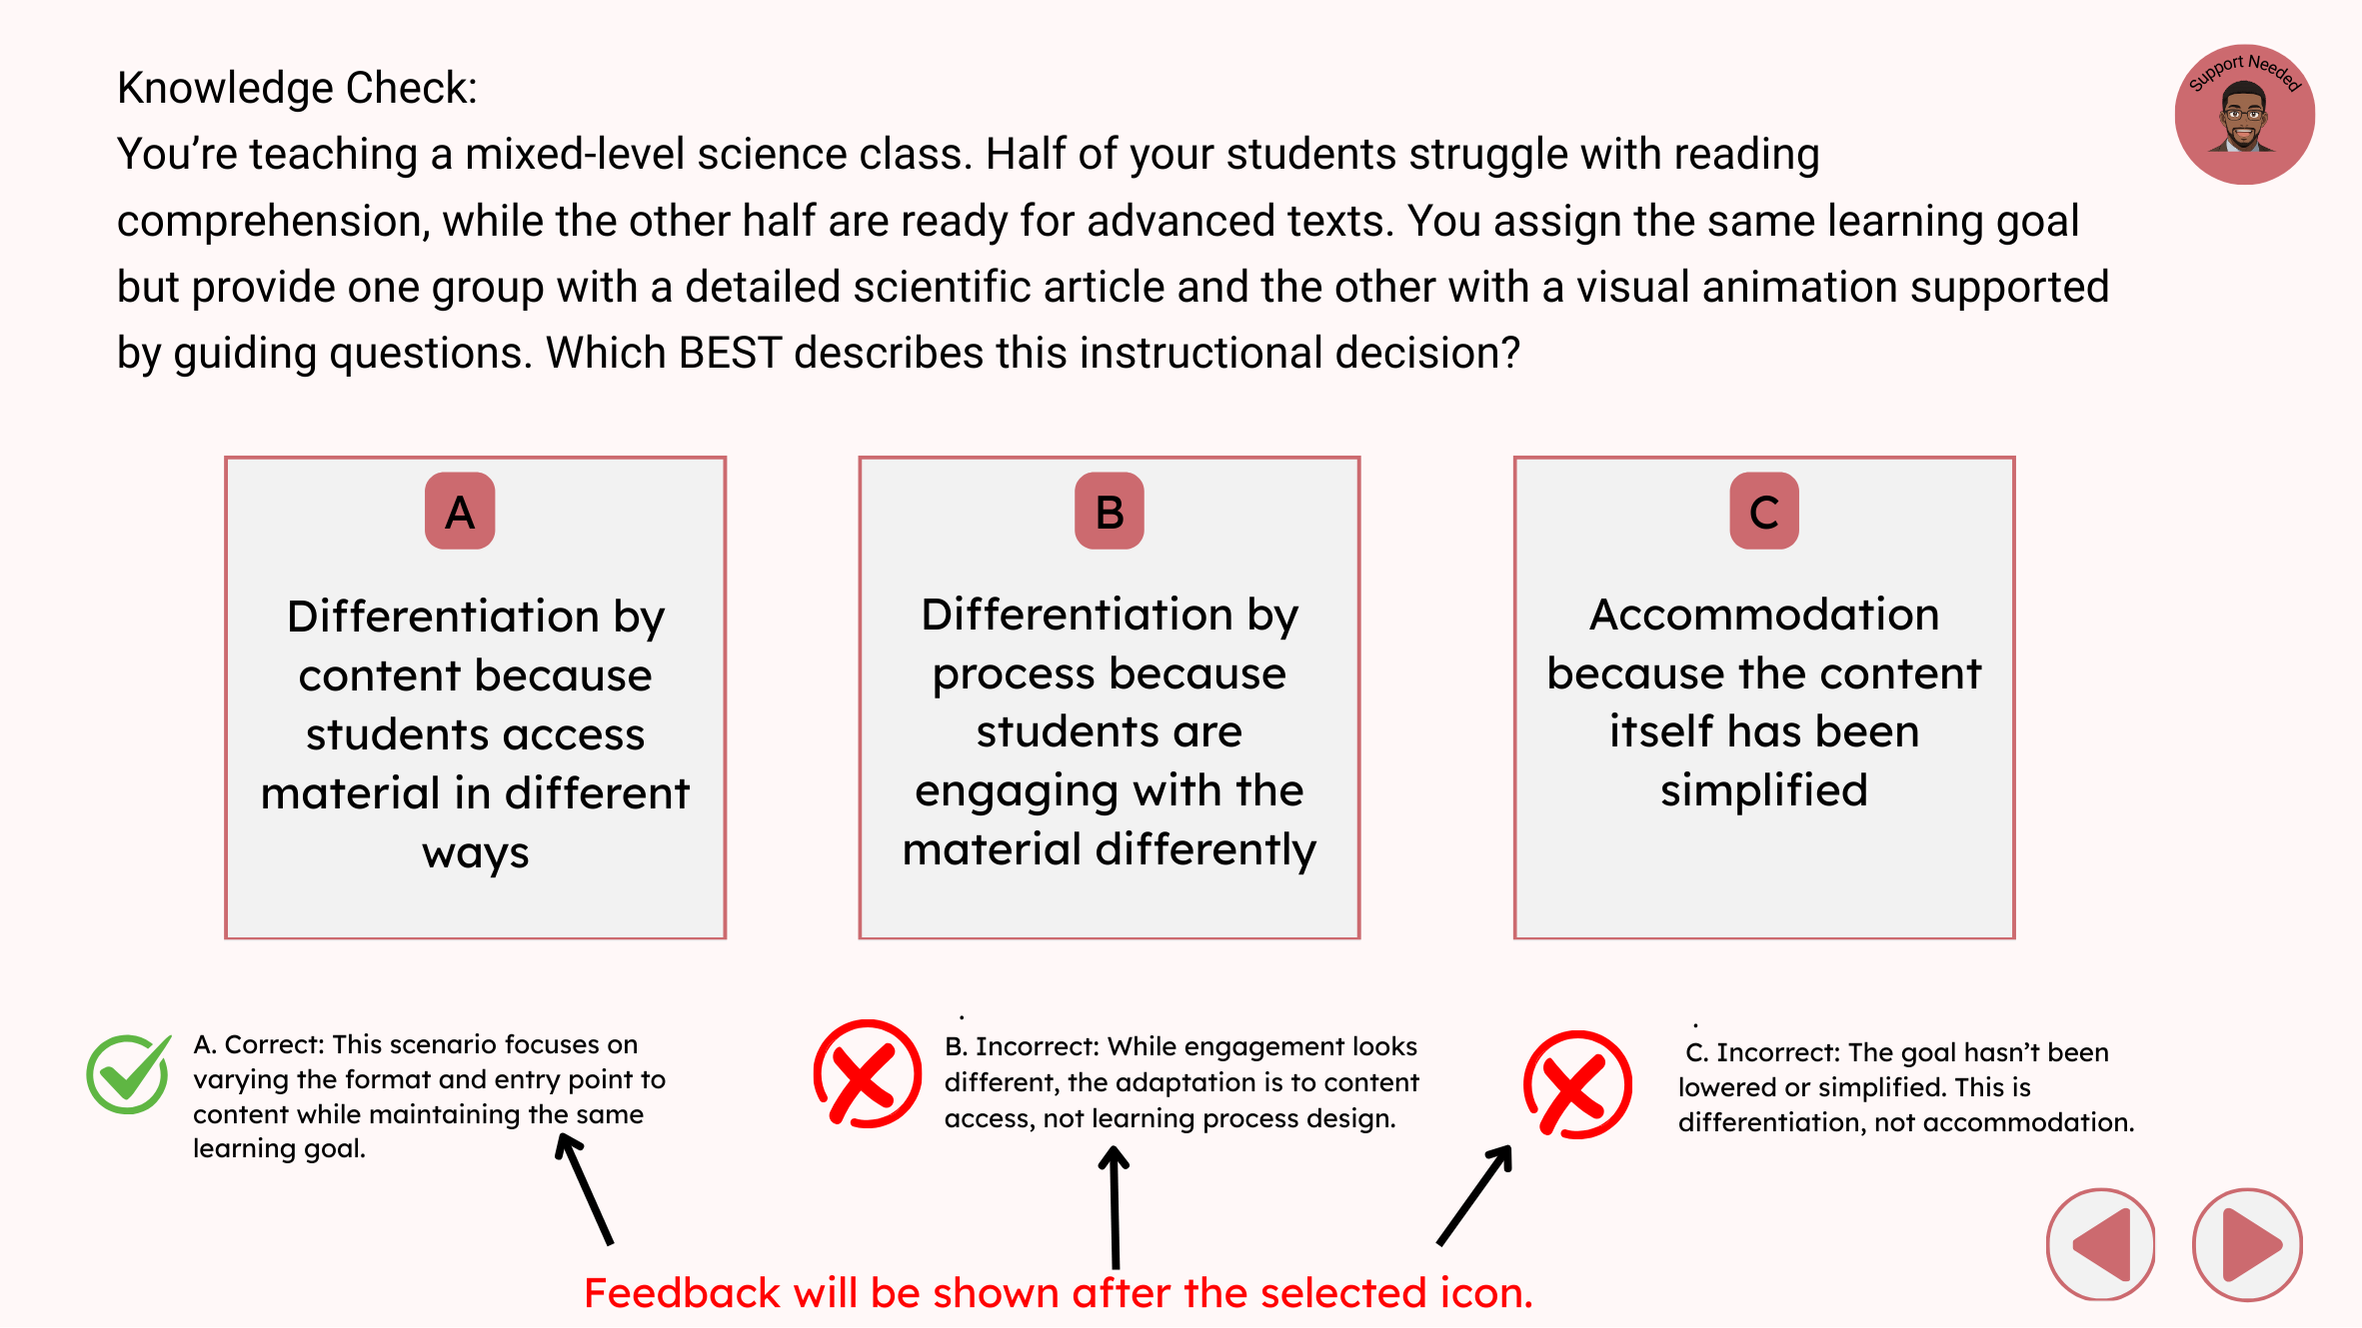 Support Needed
Knowledge Check:
You’re teaching a mixed-level science class. Half of your students struggle with reading
comprehension, while the other half are ready for advanced texts. You assign the same learning goal
but provide one group with a detailed scientific article and the other with a visual animation supported
by guiding questions. Which BEST describes this instructional decision?
A
Differentiation by
content because
students access
material in different
ways
B
Differentiation by
process because
students are
engaging with the
material differently
C
Accommodation
because the content
itself has been
simplified
A. Correct: This scenario focuses on
varying the format and entry point to
content while maintaining the same
learning goal.
.
B. Incorrect: While engagement looks
different, the adaptation is to content
access, not learning process design.
.
C. Incorrect: The goal hasn’t been
lowered or simplified. This is
differentiation, not accommodation.
Feedback will be shown after the selected icon.